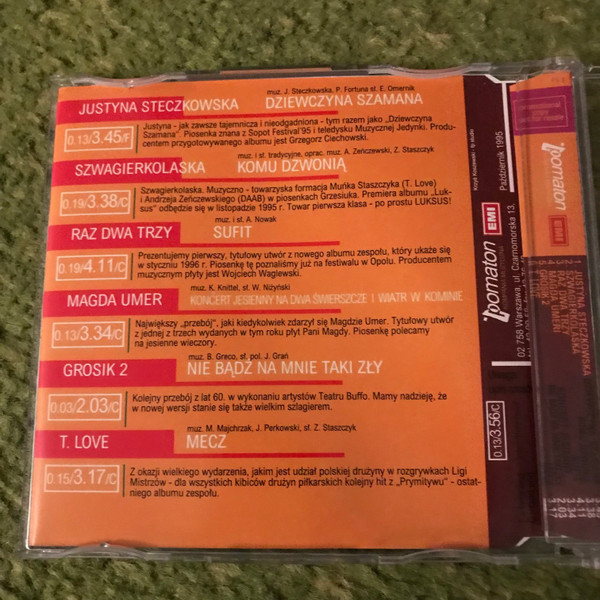 muz. J. Steczkowska, P. Fortuna sł. E. Omernik
JUSTYNA STECZKOWSKA DZIEWCZYNA SZAMANA
0.13/3.45/F
Justyna - jak zawsze tajemnicza i nieodgadniona - tym razem jako „Dziewczyna
Szamana". Piosenka znana z Sopot Festival'95 i teledysku Muzycznej Jedynki. Produ-
centem przygotowywanego albumu jest Grzegorz Ciechowski.
muz. i sł. tradycyjne, oprac. muz. A. Zeńczewski, Z. Staszczyk
SZWAGIERKOLASKA KOMU DZWONIĄ
0.19/3.38/C
Szwagierkolaska. Muzyczno - towarzyska formacja Muńka Staszczyka (T. Love)
i Andrzeja Zeńczewskiego (DAAB) w piosenkach Grzesiuka. Premiera albumu „Luk-
sus" odbędzie się w listopadzie 1995 r. Towar pierwsza klasa - po prostu LUKSUS!
muz. i sł. A. Nowak
RAZ DWA TRZY SUFIT
0.19/4.11/C
Prezentujemy pierwszy, tytułowy utwór z nowego albumu zespołu, który ukaże się
w styczniu 1996 r. Piosenkę tę poznaliśmy już na festiwalu w Opolu. Producentem
muzycznym płyty jest Wojciech Waglewski.
muz. K. Knittel, sł. W. Niżyński
MAGDA UMER KONCERT JESIENNY NA DWA ŚWIERSZCZE I WIATR W KOMINIE
0.13/3.34/C
Największy „przebój", jaki kiedykolwiek zdarzył się Magdzie Umer. Tytułowy utwór
z jednej z trzech wydanych w tym roku płyt Pani Magdy. Piosenkę polecamy
na jesienne wieczory.
muz. B. Greco, sł. pol. J. Grań
GROSIK 2 NIE BĄDŹ NA MNIE TAKI ZŁY
0.03/2.03/C
Kolejny przebój z lat 60. w wykonaniu artystów Teatru Buffo. Mamy nadzieję, że
w nowej wersji stanie się także wielkim szlagierem.
muz. M. Majchrzak, J. Perkowski, sł. Z. Staszczyk
T. LOVE MECZ
0.15/3.17/C
Z okazji wielkiego wydarzenia, jakim jest udział polskiej drużyny w rozgrywkach Ligi
Mistrzów - dla wszystkich kibiców drużyn piłkarskich kolejny hit z „Prymitywu" - ostat-
niego albumu zespołu.
0.13/3.56/C
pomaton EMI
02 758 Warszawa ul. Czarnomorska 13,
Październik 1995
pomaton
JUSTYNA STECZKOWSKA